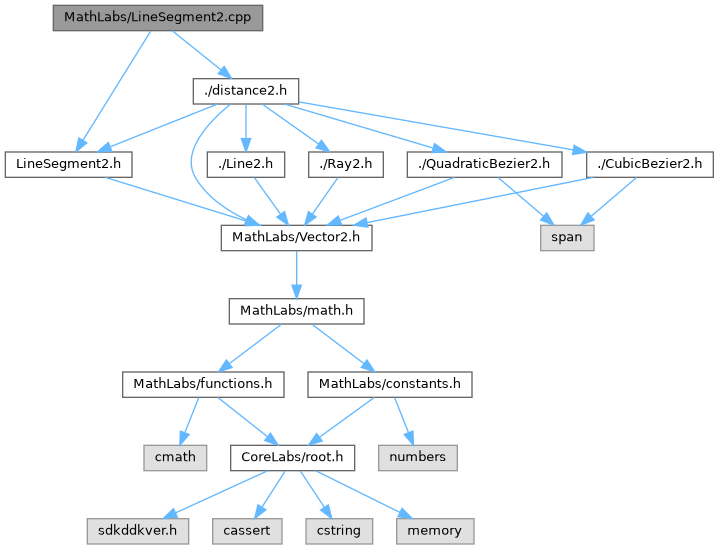 MathLabs/LineSegment2.cpp
./distance2.h
LineSegment2.h
./Line2.h
./Ray2.h
./QuadraticBezier2.h
./CubicBezier2.h
MathLabs/Vector2.h
span
MathLabs/math.h
MathLabs/functions.h
MathLabs/constants.h
cmath
CoreLabs/root.h
numbers
sdkddkver.h
cassert
cstring
memory